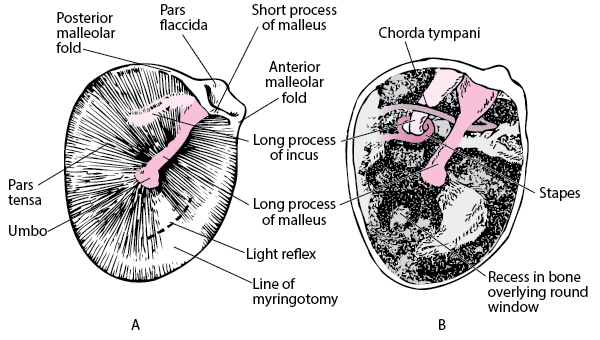 Posterior
malleolar
fold
Pars
flaccida
Short process
of malleus
Anterior
malleolar
fold
Chorda tympani
Long process
of incus
Pars
tensa
Umbo
Long process
of malleus
Stapes
Light reflex
Line of
myringotomy
Recess in bone
overlying round
window
A
B